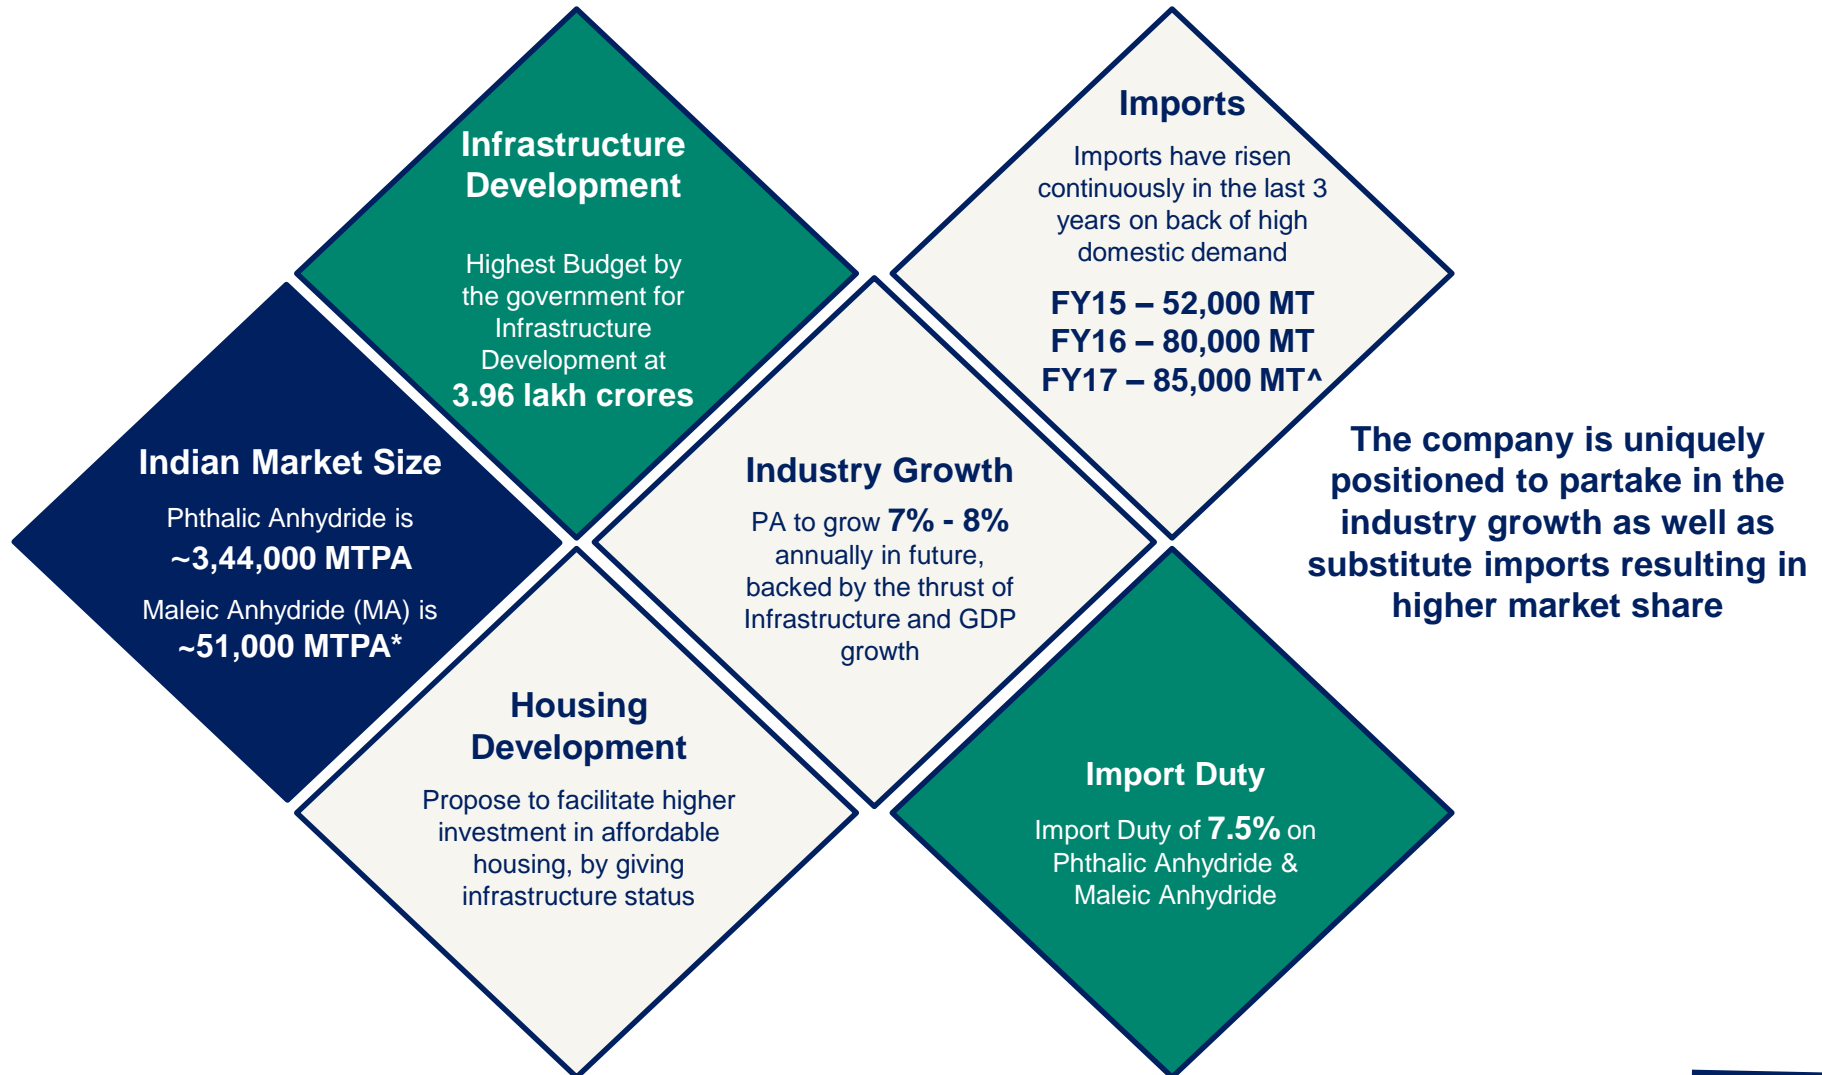 Infrastructure
Development
Highest Budget by
the government for
Infrastructure
Development at
3.96 lakh crores
Imports
Imports have risen
continuously in the last 3
years on back of high
domestic demand
FY15 – 52,000 MT
FY16 – 80,000 MT
FY17 – 85,000 MT^
Indian Market Size
Phthalic Anhydride is
~3,44,000 MTPA
Maleic Anhydride (MA) is
~51,000 MTPA*
Industry Growth
PA to grow 7% - 8%
annually in future,
backed by the thrust of
Infrastructure and GDP
growth
The company is uniquely
positioned to partake in the
industry growth as well as
substitute imports resulting in
higher market share
Housing
Development
Propose to facilitate higher
investment in affordable
housing, by giving
infrastructure status
Import Duty
Import Duty of 7.5% on
Phthalic Anhydride &
Maleic Anhydride